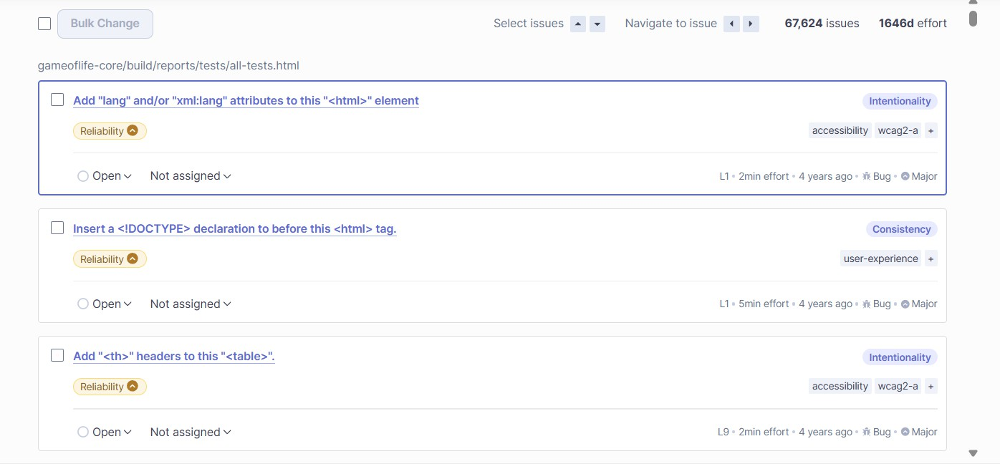 Bulk Change Select issues Navigate to issue 67,624 issues 1646d effort
gameoflife-core/build/reports/tests/all-tests.html
Add "lang" and/or "xml:lang" attributes to this "<html>" element Intentionality
Reliability accessibility wcag2-a +
Open Not assigned L1 • 2min effort • 4 years ago • Bug • Major
Insert a <!DOCTYPE> declaration to before this <html> tag. Consistency
Reliability user-experience +
Open Not assigned L1 • 5min effort • 4 years ago • Bug • Major
Add "<th>" headers to this "<table>". Intentionality
Reliability accessibility wcag2-a +
Open Not assigned L9 • 2min effort • 4 years ago • Bug • Major